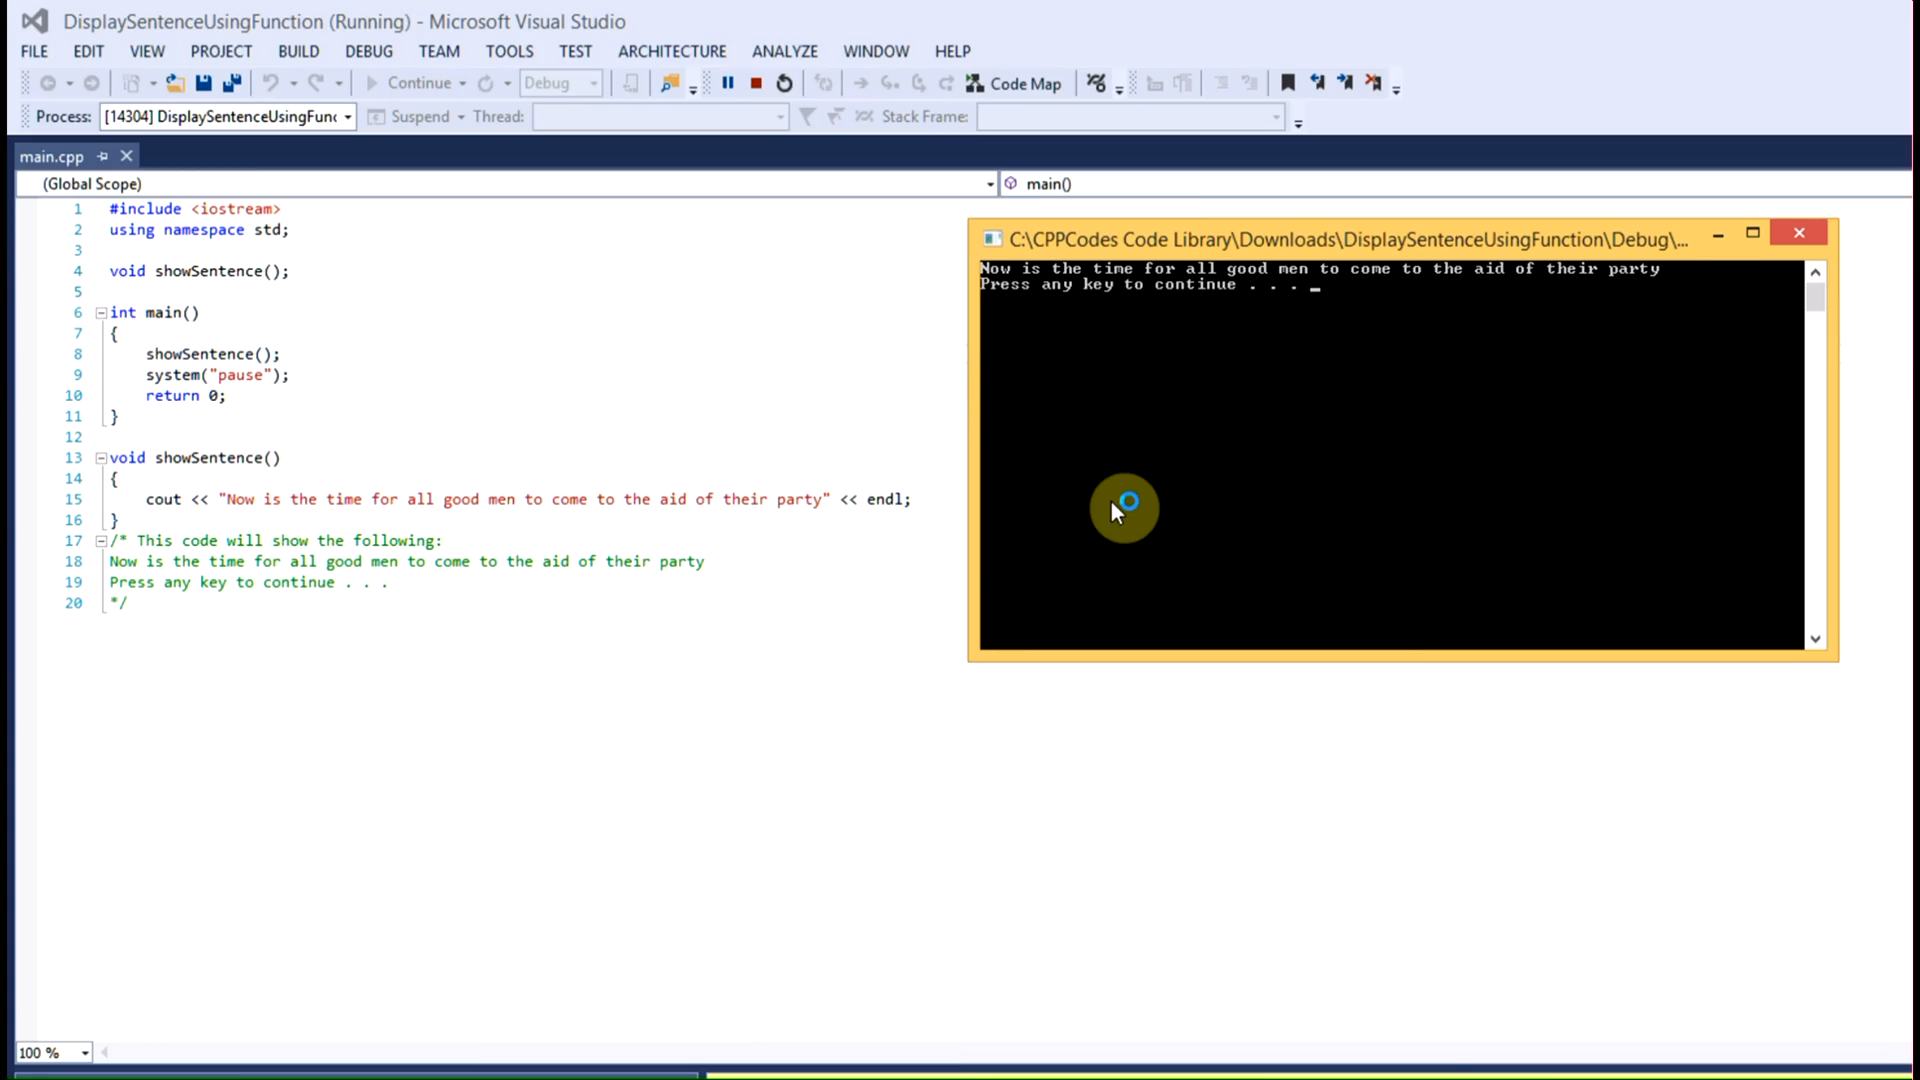 DisplaySentenceUsingFunction (Running) - Microsoft Visual Studio
FILE EDIT VIEW PROJECT BUILD DEBUG TEAM TOOLS TEST ARCHITECTURE ANALYZE WINDOW HELP
Continue Debug Code Map
Process: [14304] DisplaySentenceUsingFunc Suspend Thread: Stack Frame:
main.cpp
(Global Scope) main()
1 #include <iostream>
2 using namespace std;
3
4 void showSentence();
5
6 int main()
7 {
8 showSentence();
9 system("pause");
10 return 0;
11 }
12
13 void showSentence()
14 {
15 cout << "Now is the time for all good men to come to the aid of their party" << endl;
16 }
17 /* This code will show the following:
18 Now is the time for all good men to come to the aid of their party
19 Press any key to continue . . .
20 */
C:\CPPCodes Code Library\Downloads\DisplaySentenceUsingFunction\Debug\...
Now is the time for all good men to come to the aid of their party
Press any key to continue . . . _
100 %